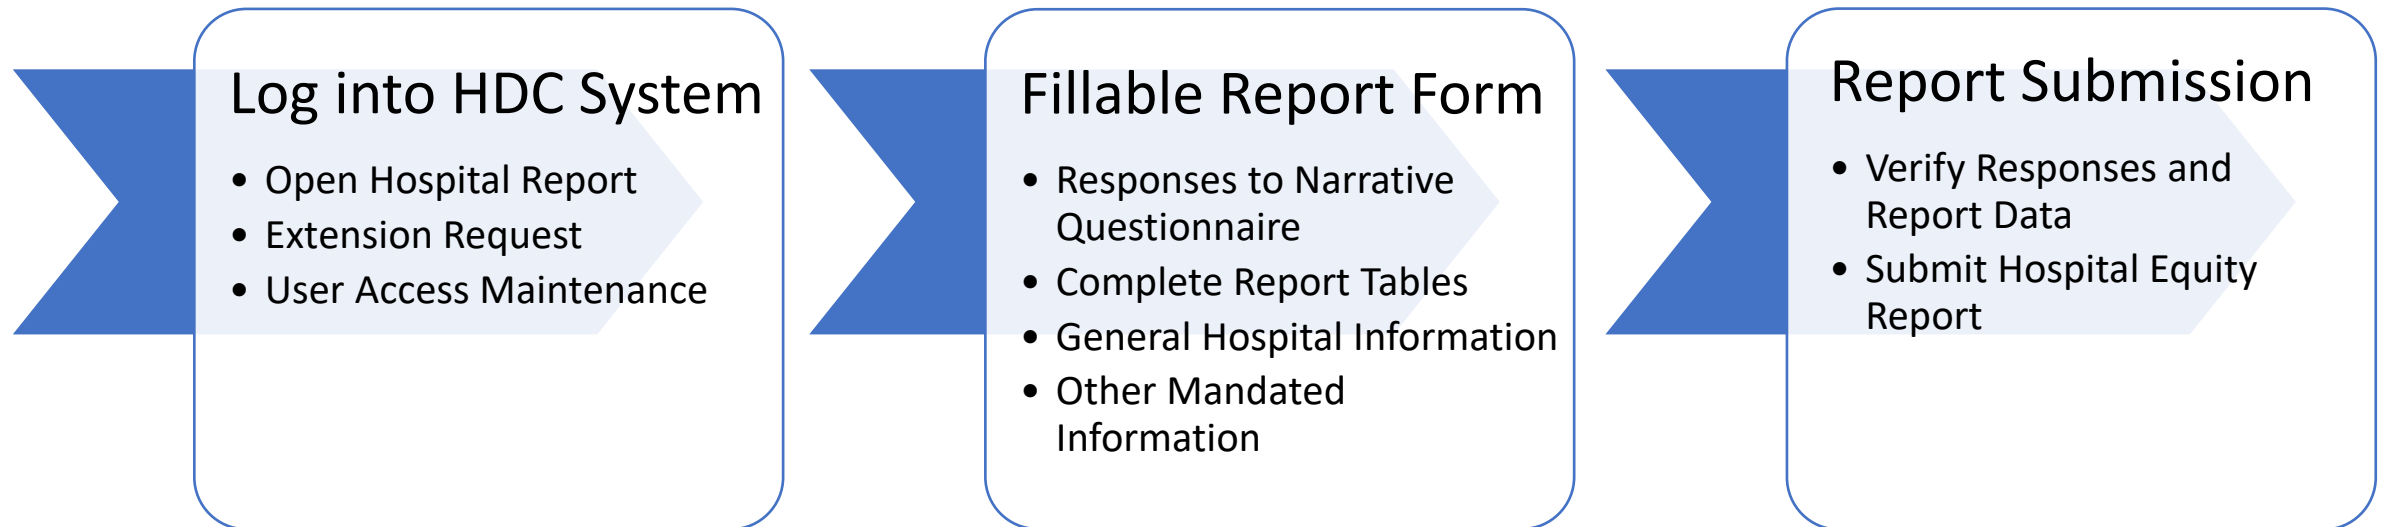 Log into HDC System
• Open Hospital Report
• Extension Request
• User Access Maintenance
Fillable Report Form
• Responses to Narrative
Questionnaire
• Complete Report Tables
• General Hospital Information
• Other Mandated
Information
Report Submission
• Verify Responses and
Report Data
• Submit Hospital Equity
Report